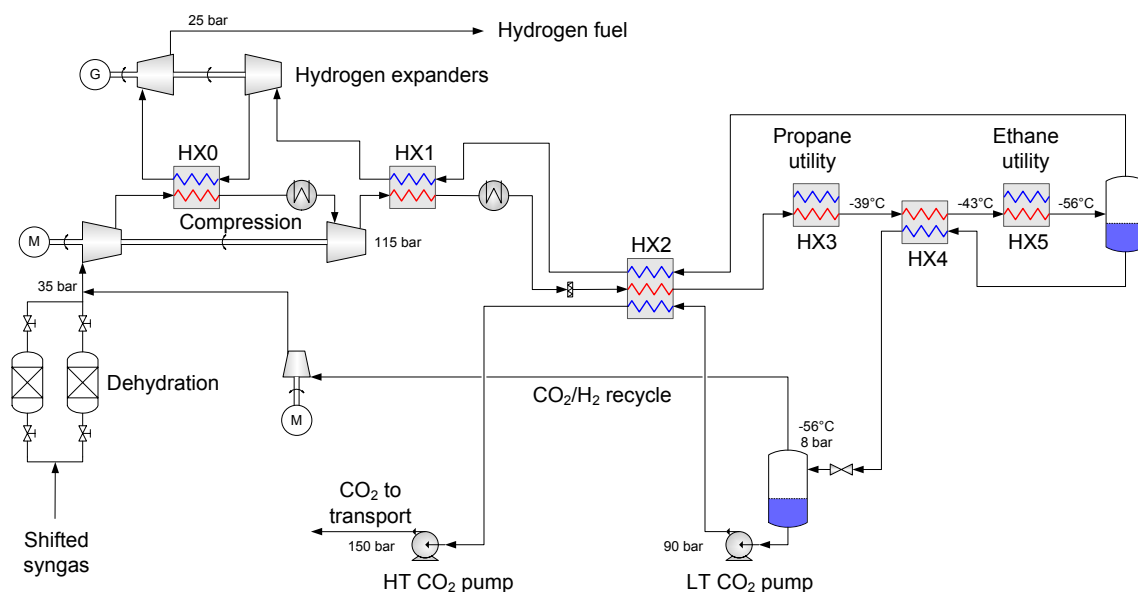 25 bar
Hydrogen fuel
G
Hydrogen expanders
HX0
HX1
Propane
utility
Ethane
utility
Compression
-39°C
-43°C
-56°C
M
115 bar
HX2
HX3
HX4
HX5
35 bar
Dehydration
CO₂/H₂ recycle
M
-56°C
8 bar
CO₂ to
transport
Shifted
syngas
150 bar
90 bar
HT CO₂ pump
LT CO₂ pump